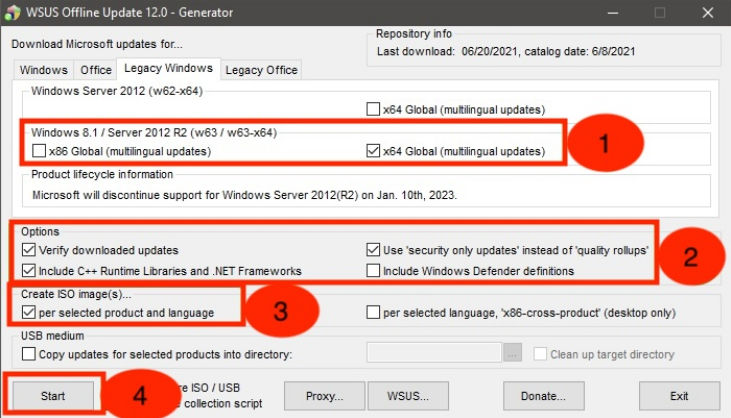 WSUS Offline Update 12.0 - Generator
Download Microsoft updates for...
Repository info
Last download: 06/20/2021, catalog date: 6/8/2021
Windows Office Legacy Windows Legacy Office
Windows Server 2012 (w62-x64)
x64 Global (multilingual updates)
Windows 8.1 / Server 2012 R2 (w63 / w63-x64)
x86 Global (multilingual updates) x64 Global (multilingual updates)
1
Product lifecycle information
Microsoft will discontinue support for Windows Server 2012(R2) on Jan. 10th, 2023.
Options
Verify downloaded updates Use 'security only updates' instead of 'quality rollups'
Include C++ Runtime Libraries and .NET Frameworks Include Windows Defender definitions
2
Create ISO image(s)...
per selected product and language per selected language, 'x86-cross-product' (desktop only)
3
USB medium
Copy updates for selected products into directory: ... Clean up target directory
Start
4
re ISO / USB
collection script
Proxy... WSUS... Donate... Exit